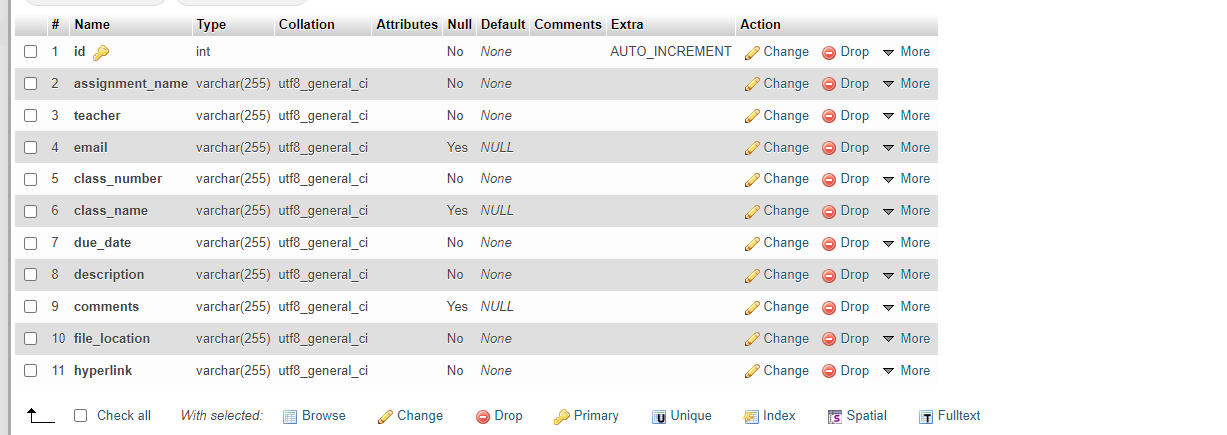 # Name Type Collation Attributes Null Default Comments Extra Action
1 id int No None AUTO_INCREMENT Change Drop More
2 assignment_name varchar(255) utf8_general_ci No None Change Drop More
3 teacher varchar(255) utf8_general_ci No None Change Drop More
4 email varchar(255) utf8_general_ci Yes NULL Change Drop More
5 class_number varchar(255) utf8_general_ci No None Change Drop More
6 class_name varchar(255) utf8_general_ci Yes NULL Change Drop More
7 due_date varchar(255) utf8_general_ci No None Change Drop More
8 description varchar(255) utf8_general_ci No None Change Drop More
9 comments varchar(255) utf8_general_ci Yes NULL Change Drop More
10 file_location varchar(255) utf8_general_ci No None Change Drop More
11 hyperlink varchar(255) utf8_general_ci No None Change Drop More
Check all With selected: Browse Change Drop Primary Unique Index Spatial Fulltext